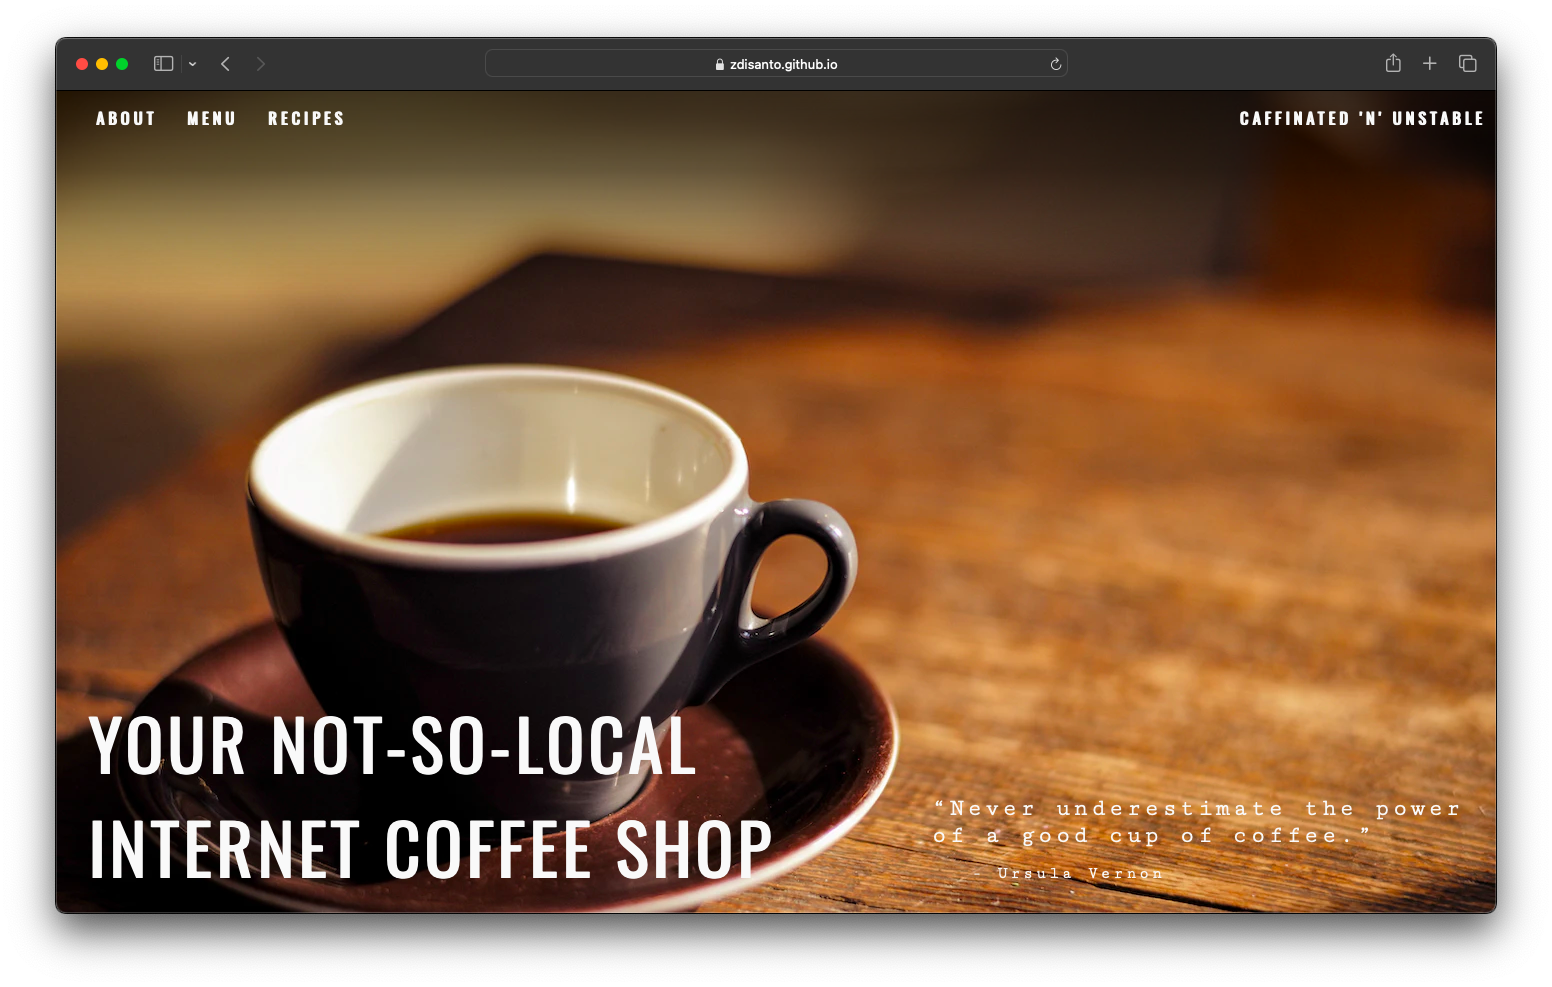 zdisanto.github.io
ABOUT MENU RECIPES CAFFINATED 'N' UNSTABLE
YOUR NOT-SO-LOCAL
INTERNET COFFEE SHOP
“Never underestimate the power
of a good cup of coffee.”
- Ursula Vernon